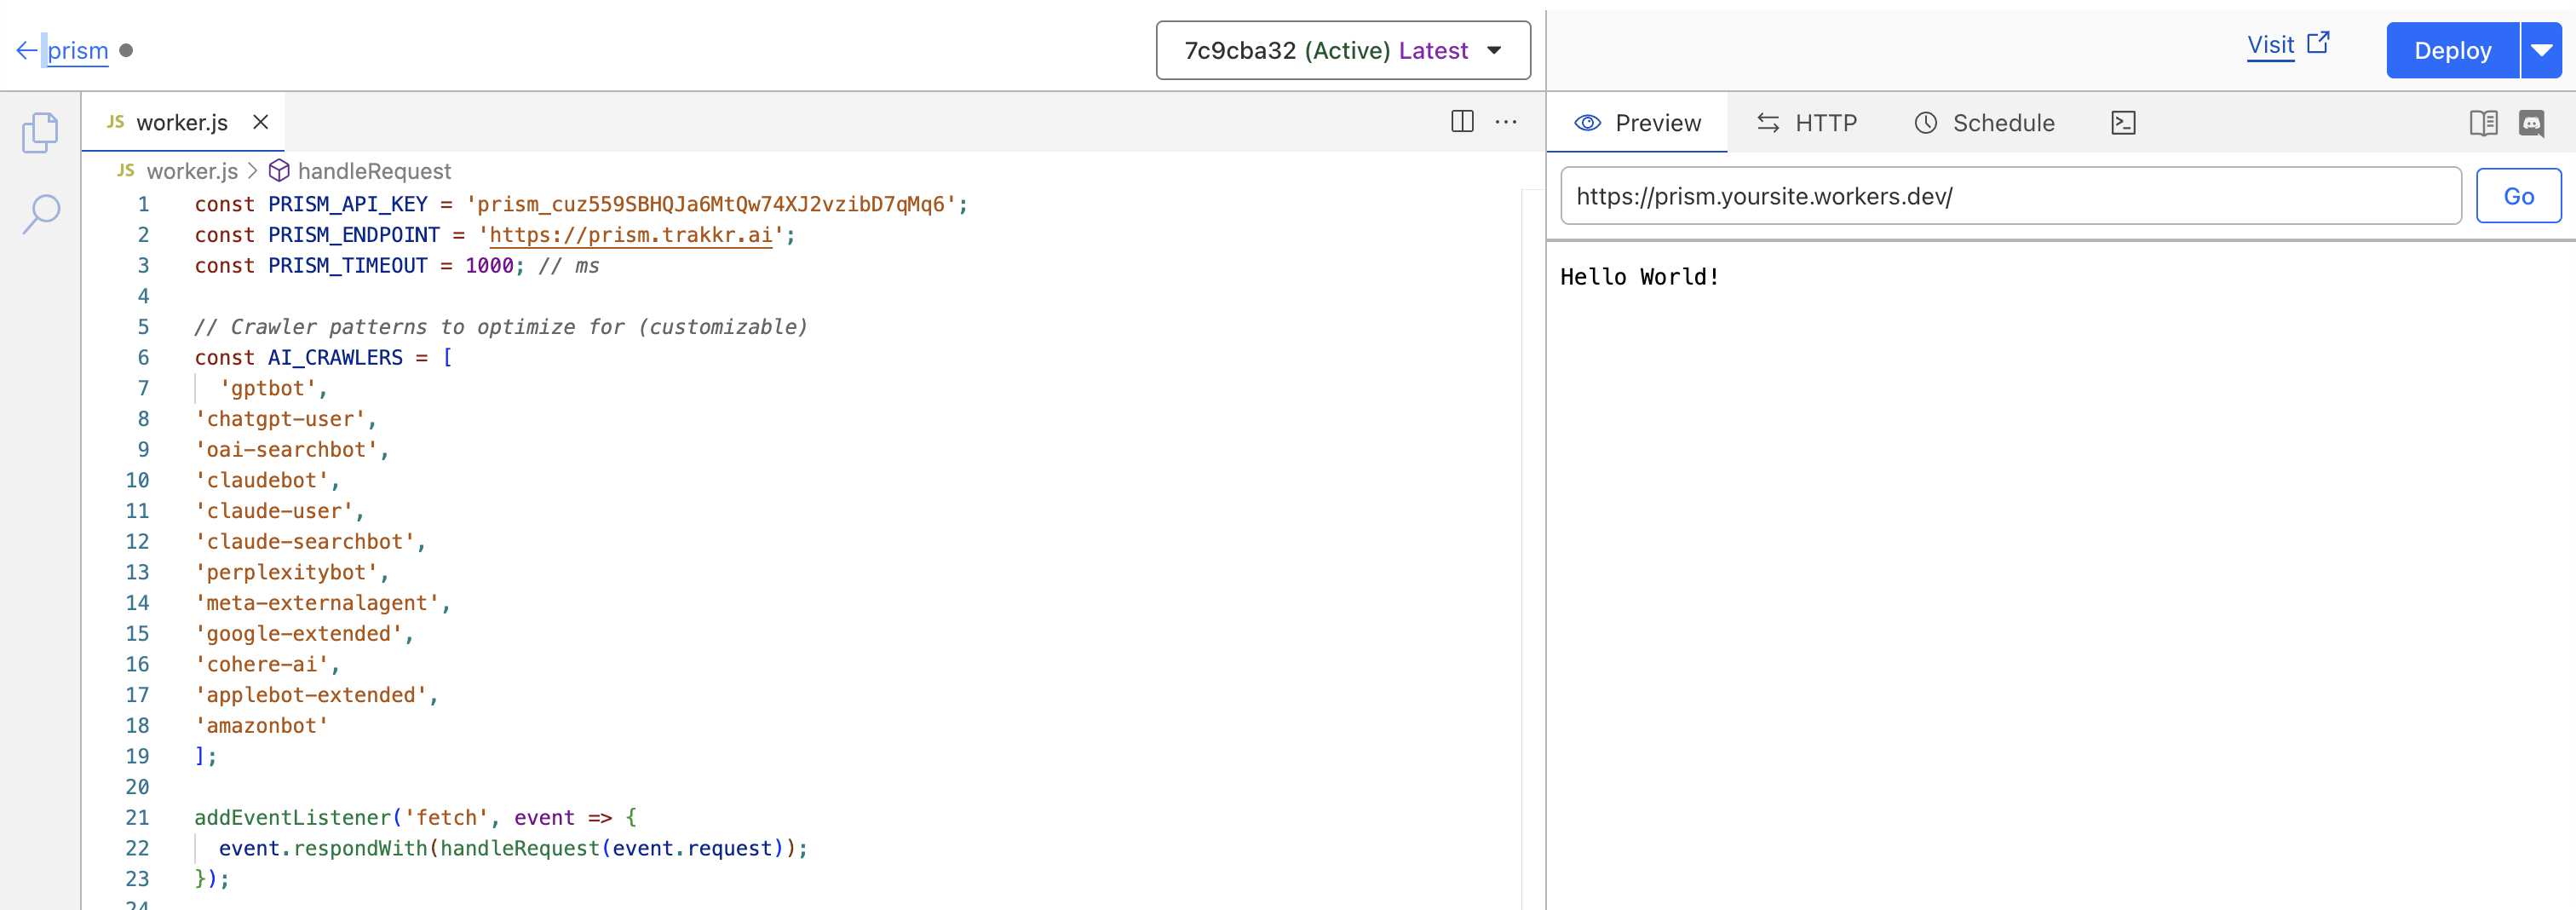 prism
7c9cba32 (Active) Latest
Visit
Deploy
JS worker.js
Preview
HTTP
Schedule
JS worker.js > handleRequest
https://prism.yoursite.workers.dev/
Go
Hello World!
1 const PRISM_API_KEY = 'prism_cuz559SBHQJa6MtQw74XJ2vzibD7qMq6';
2 const PRISM_ENDPOINT = 'https://prism.trakkr.ai';
3 const PRISM_TIMEOUT = 1000; // ms
4
5 // Crawler patterns to optimize for (customizable)
6 const AI_CRAWLERS = [
7 'gptbot',
8 'chatgpt-user',
9 'oai-searchbot',
10 'claudebot',
11 'claude-user',
12 'claude-searchbot',
13 'perplexitybot',
14 'meta-externalagent',
15 'google-extended',
16 'cohere-ai',
17 'applebot-extended',
18 'amazonbot'
19 ];
20
21 addEventListener('fetch', event => {
22 event.respondWith(handleRequest(event.request));
23 });
24